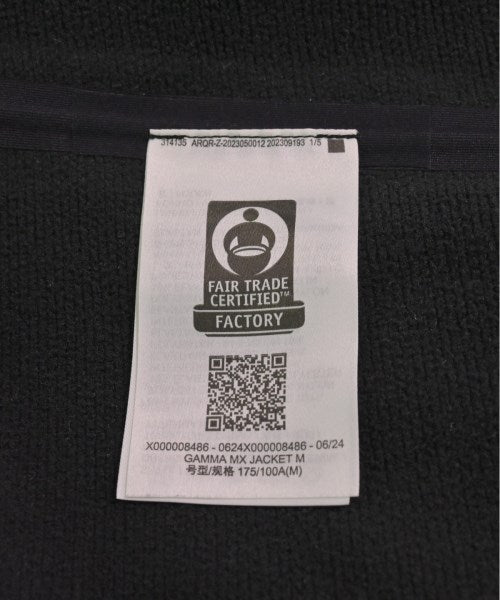 314135 ARQR-Z-2023050012 202309193 1/5
FAIR TRADE
CERTIFIED™
FACTORY
X000008486 - 0624X000008486 - 06/24
GAMMA MX JACKET M
号型/规格 175/100A(M)